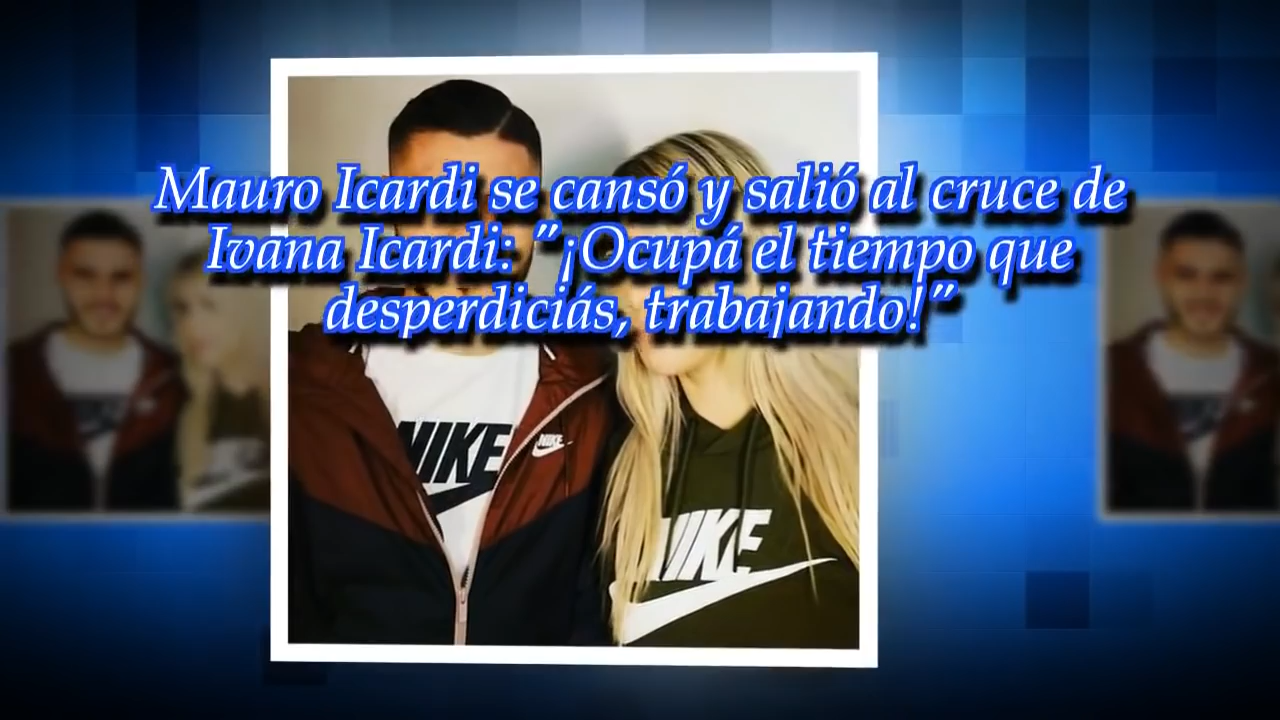 Mauro Icardi se cansó y salió al cruce de
Ivana Icardi: "¡Ocupá el tiempo que
desperdiciás, trabajando!"
NIKE
NIKE
NIKE